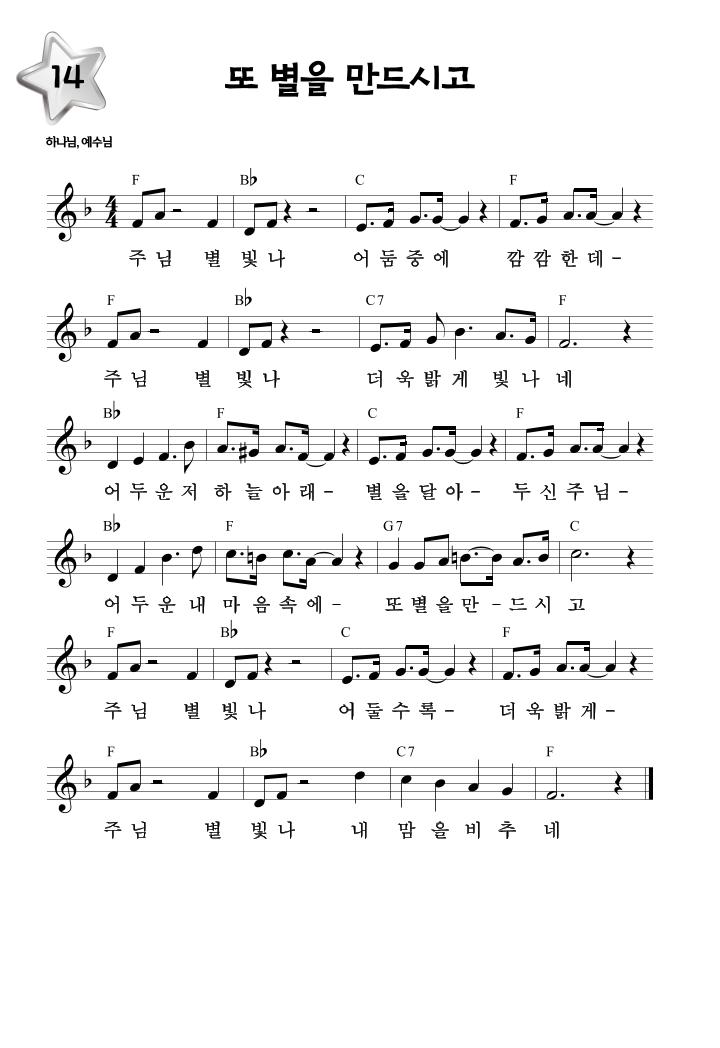 14
또 별을 만드시고
하나님, 예수님
F B♭ C F
4
4
주 님 별 빛 나 어 둠 중 에 깜 깜 한 데 -
F B♭ C7 F
주 님 별 빛 나 더 욱 밝 게 빛 나 네
B♭ F C F
어 두 운 저 하 늘 아 래 - 별 을 달 아 - 두 신 주 님 -
B♭ F G7 C
어 두 운 내 마 음 속 에 - 또 별 을 만 - 드 시 고
F B♭ C F
주 님 별 빛 나 어 둘 수 록 - 더 욱 밝 게 -
F B♭ C7 F
주 님 별 빛 나 내 맘 을 비 추 네